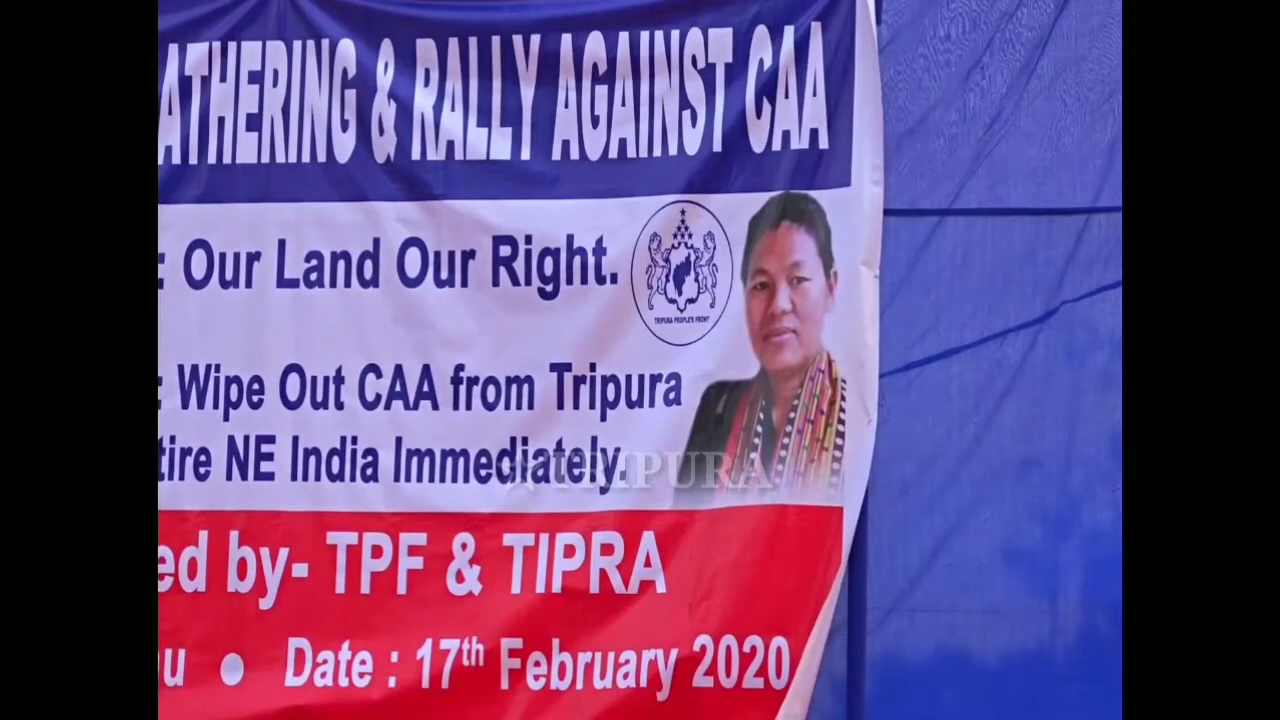 ATHERING & RALLY AGAINST CAA
: Our Land Our Right.
TRIPURA PEOPLE'S FRONT
: Wipe Out CAA from Tripura
tire NE India Immediately.
TRIPURA
ed by- TPF & TIPRA
u • Date : 17th February 2020